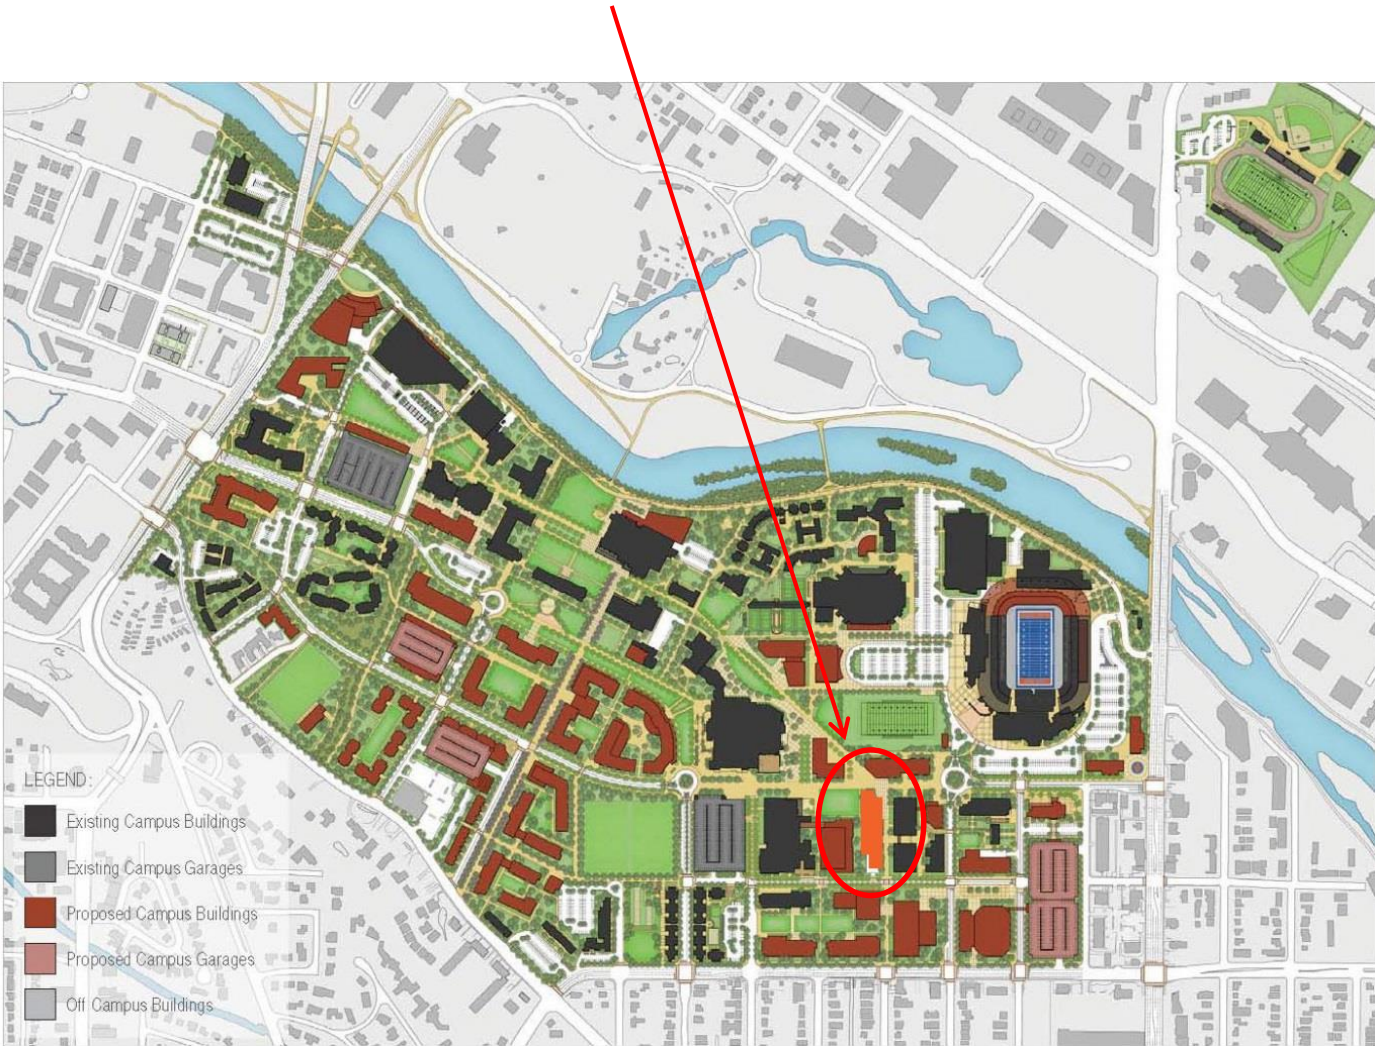 LEGEND:
Existing Campus Buildings
Existing Campus Garages
Proposed Campus Buildings
Proposed Campus Garages
Off Campus Buildings